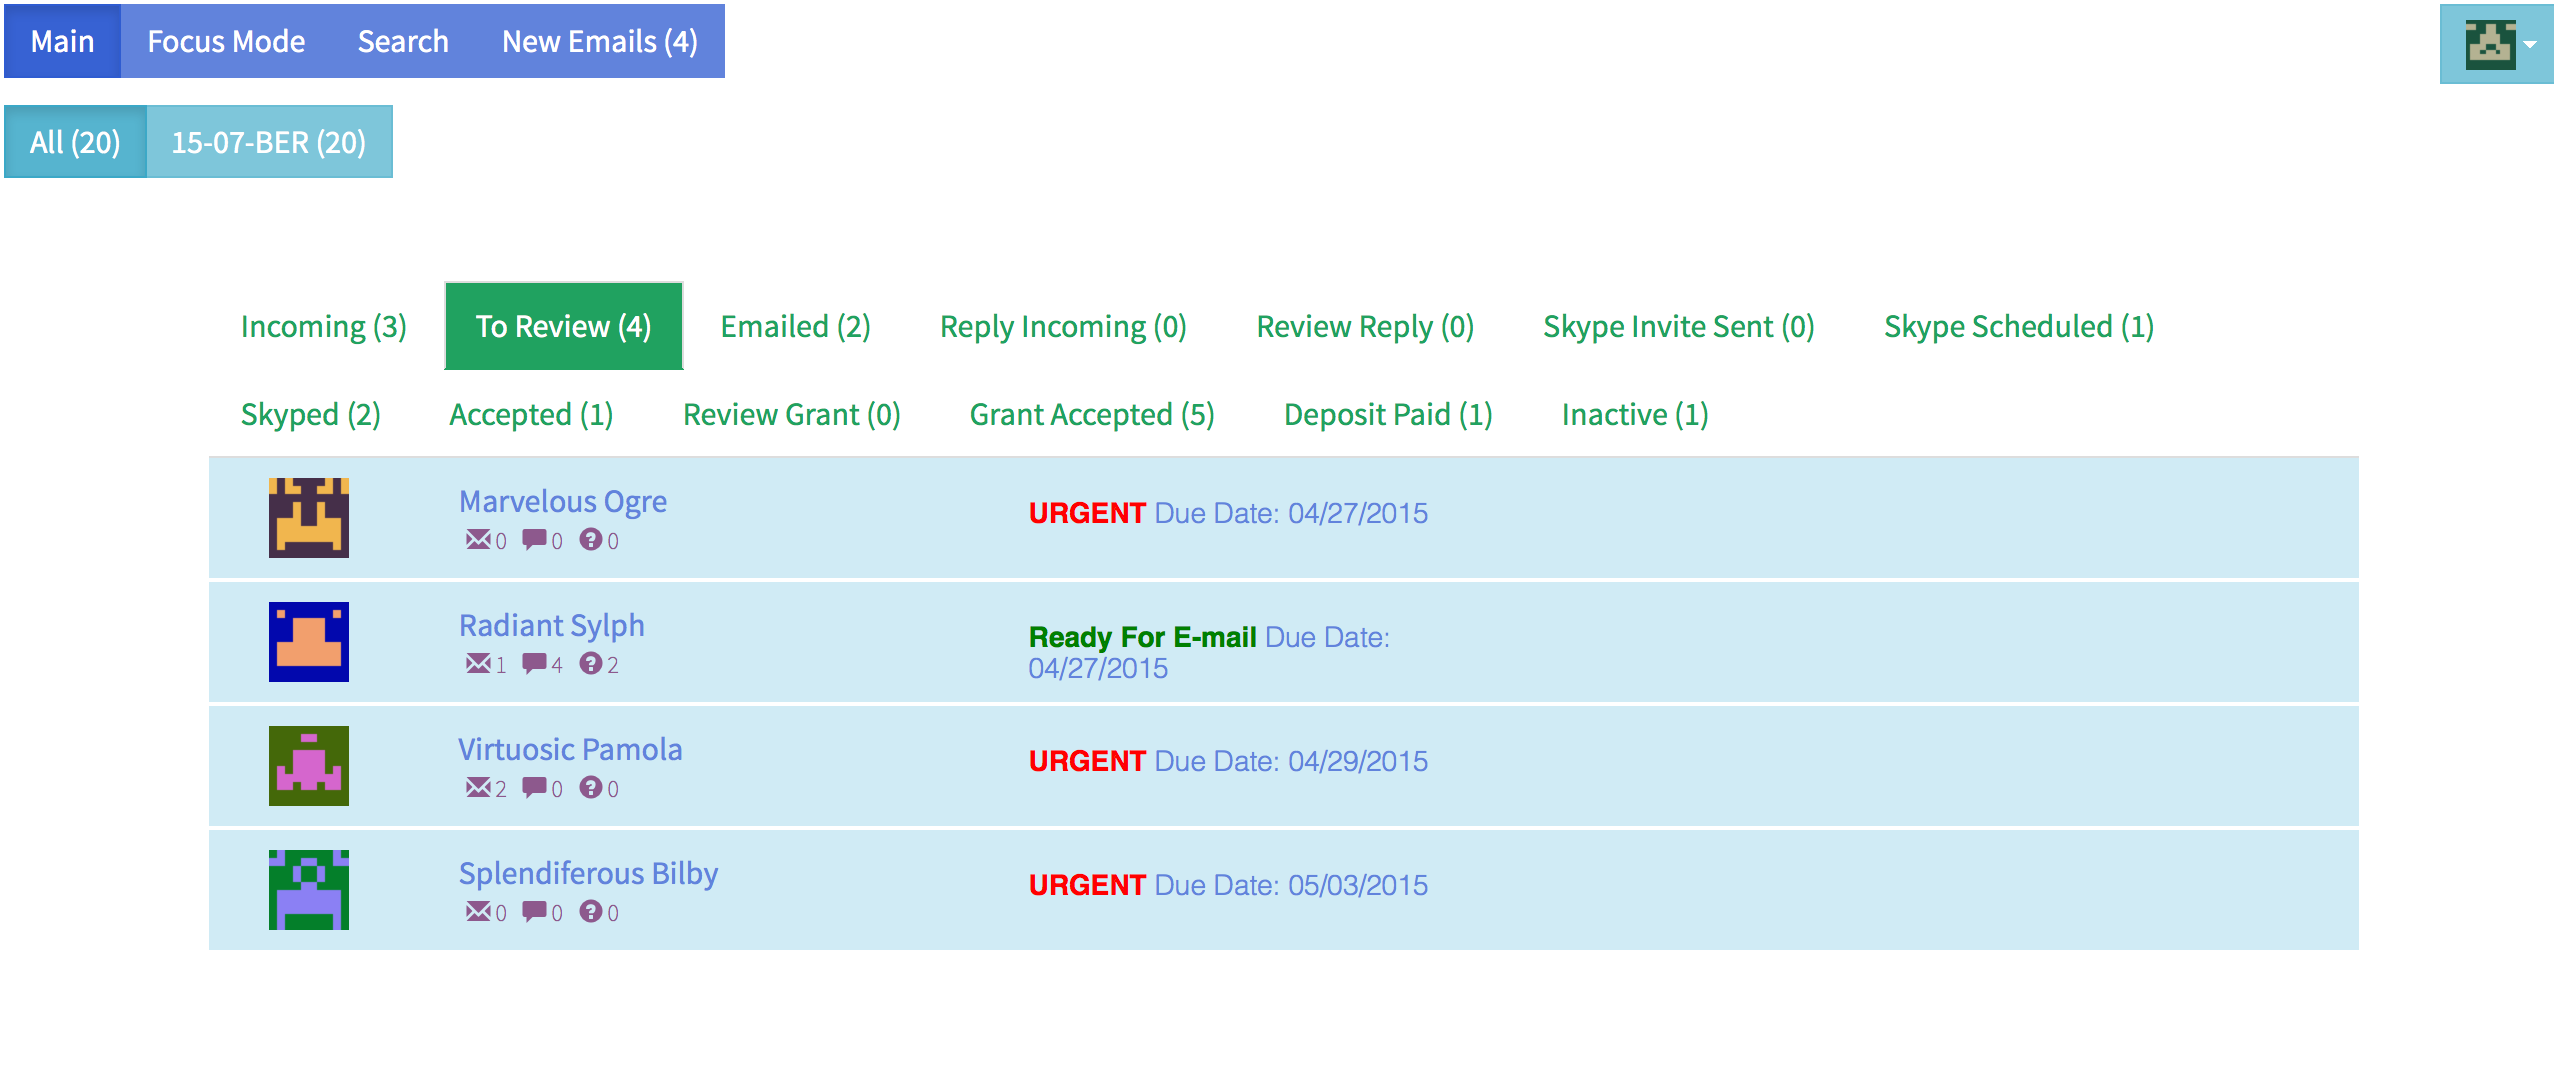 Main Focus Mode Search New Emails (4)
All (20) 15-07-BER (20)
Incoming (3) To Review (4) Emailed (2) Reply Incoming (0) Review Reply (0) Skype Invite Sent (0) Skype Scheduled (1)
Skyped (2) Accepted (1) Review Grant (0) Grant Accepted (5) Deposit Paid (1) Inactive (1)
Marvelous Ogre
0 0 0
URGENT Due Date: 04/27/2015
Radiant Sylph
1 4 2
Ready For E-mail Due Date:
04/27/2015
Virtuosic Pamola
2 0 0
URGENT Due Date: 04/29/2015
Splendiferous Bilby
0 0 0
URGENT Due Date: 05/03/2015